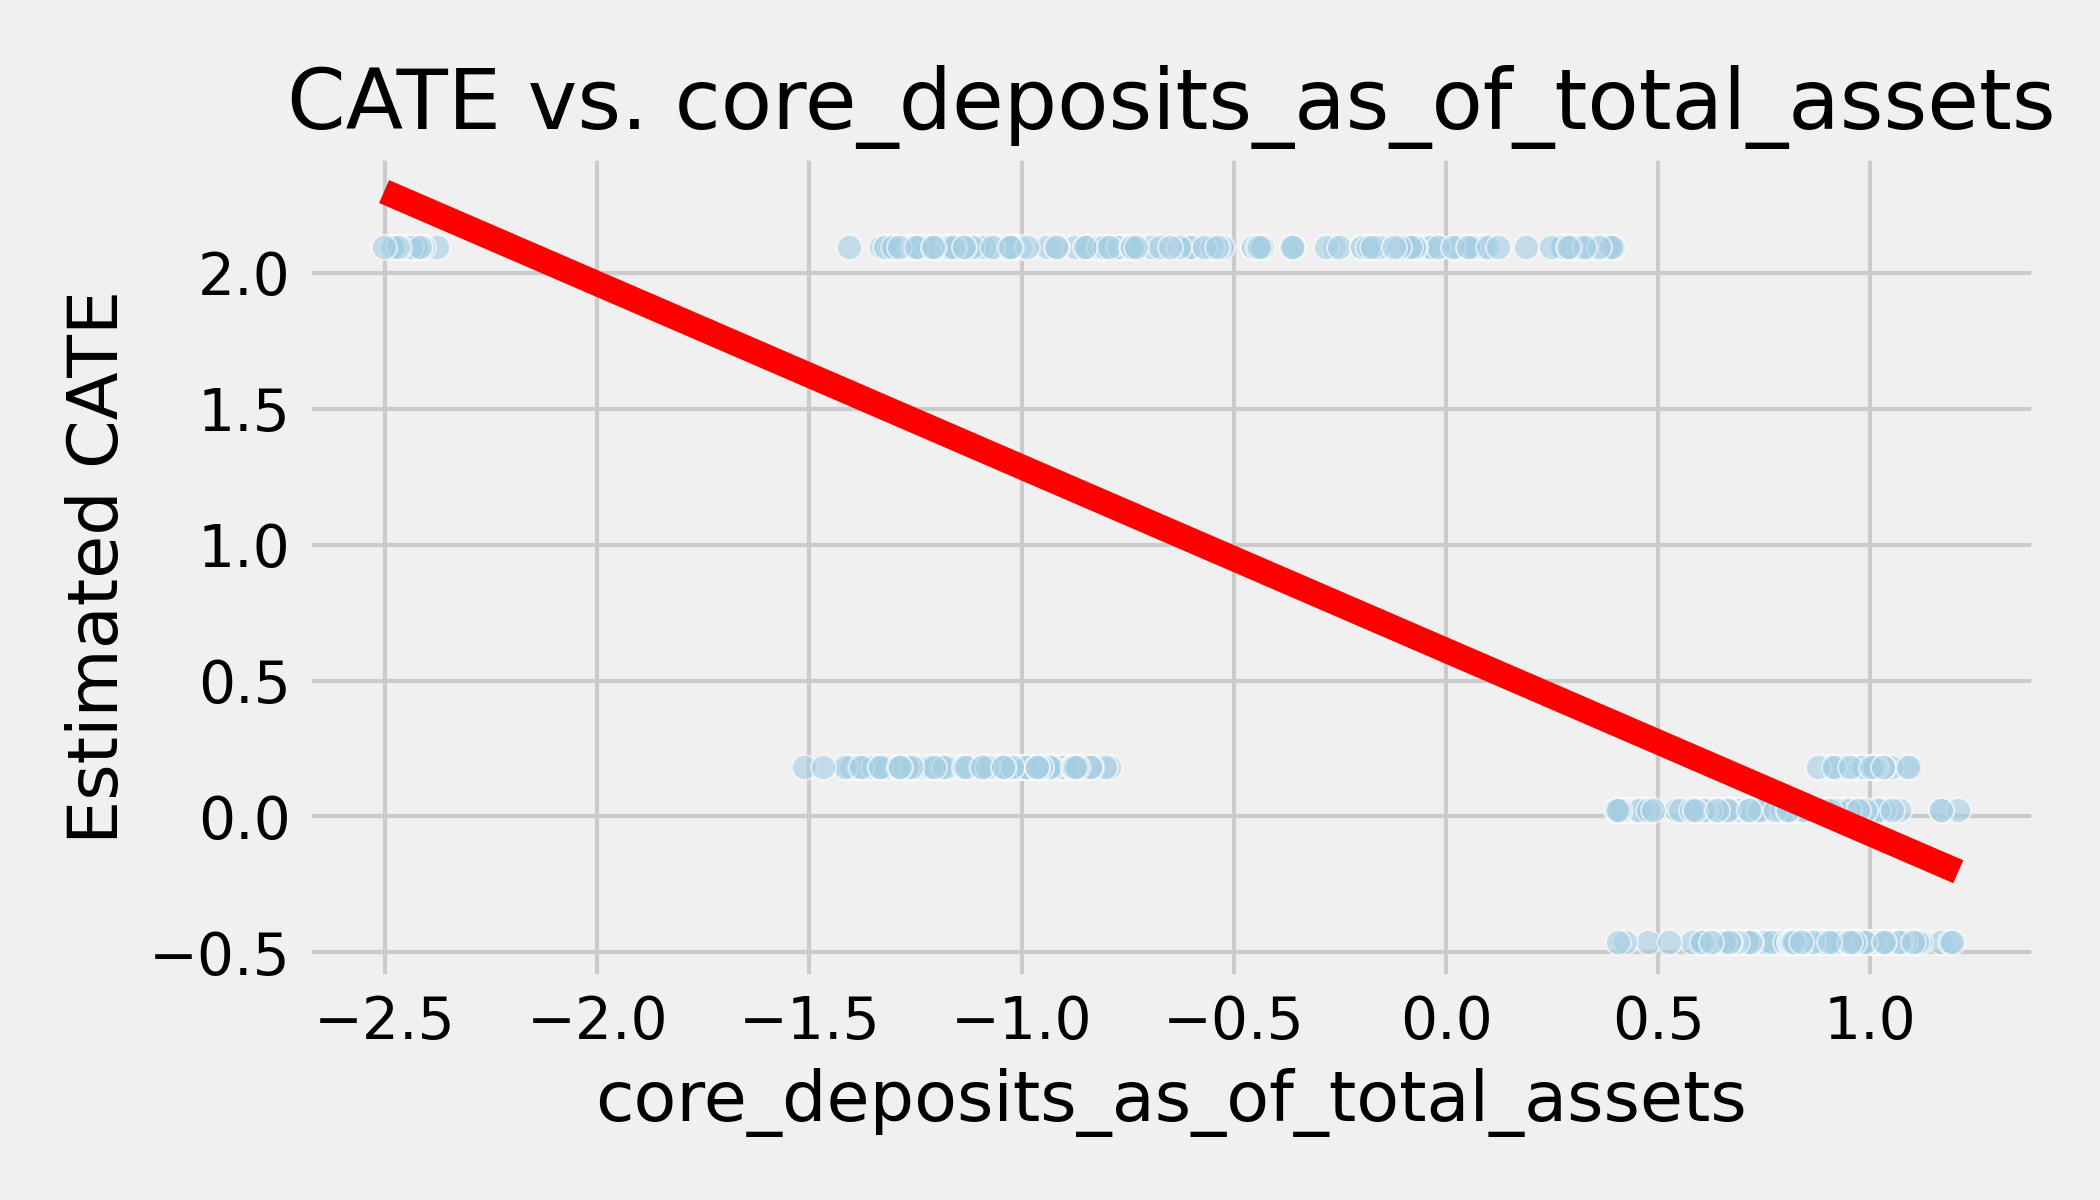 CATE vs. core_deposits_as_of_total_assets
Estimated CATE
2.0
1.5
1.0
0.5
0.0
−0.5
−2.5 −2.0 −1.5 −1.0 −0.5 0.0 0.5 1.0
core_deposits_as_of_total_assets